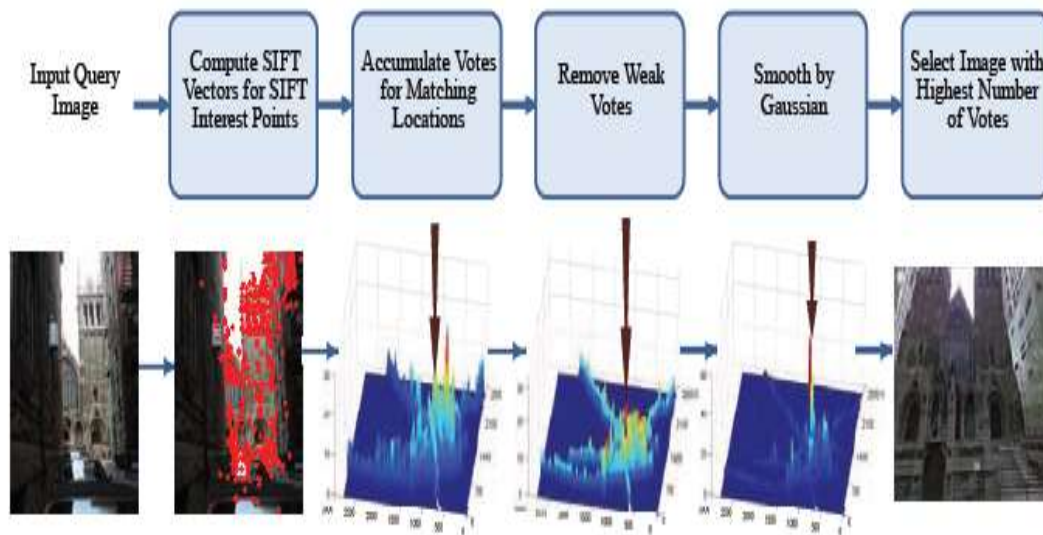 Input Query
Image
Compute SIFT
Vectors for SIFT
Interest Points
Accumulate Votes
for Matching
Locations
Remove Weak
Votes
Smooth by
Gaussian
Select Image with
Highest Number
of Votes